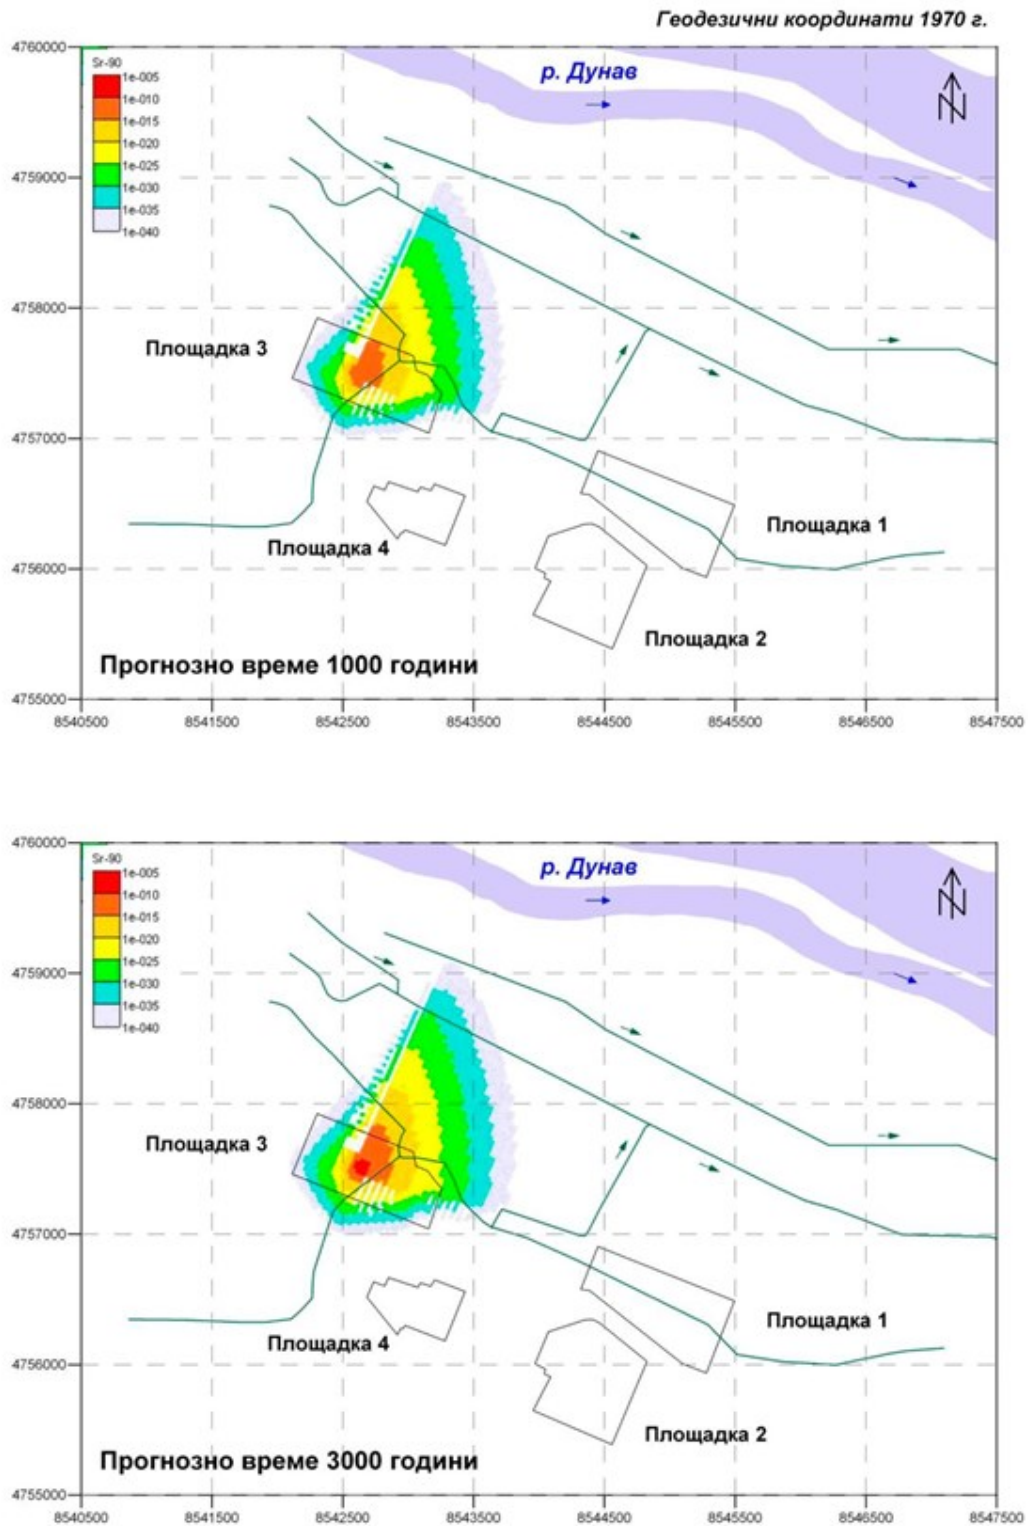 Геодезични координати 1970 г.
4760000
Sr-90
1e-005
1e-010
1e-015
1e-020
1e-025
1e-030
1e-035
1e-040
р. Дунав
N
4759000
4758000
Площадка 3
4757000
Площадка 1
Площадка 4
4756000
Площадка 2
Прогнозно време 1000 години
4755000
8540500 8541500 8542500 8543500 8544500 8545500 8546500 8547500
4760000
Sr-90
1e-005
1e-010
1e-015
1e-020
1e-025
1e-030
1e-035
1e-040
р. Дунав
N
4759000
4758000
Площадка 3
4757000
Площадка 1
Площадка 4
4756000
Площадка 2
Прогнозно време 3000 години
4755000
8540500 8541500 8542500 8543500 8544500 8545500 8546500 8547500